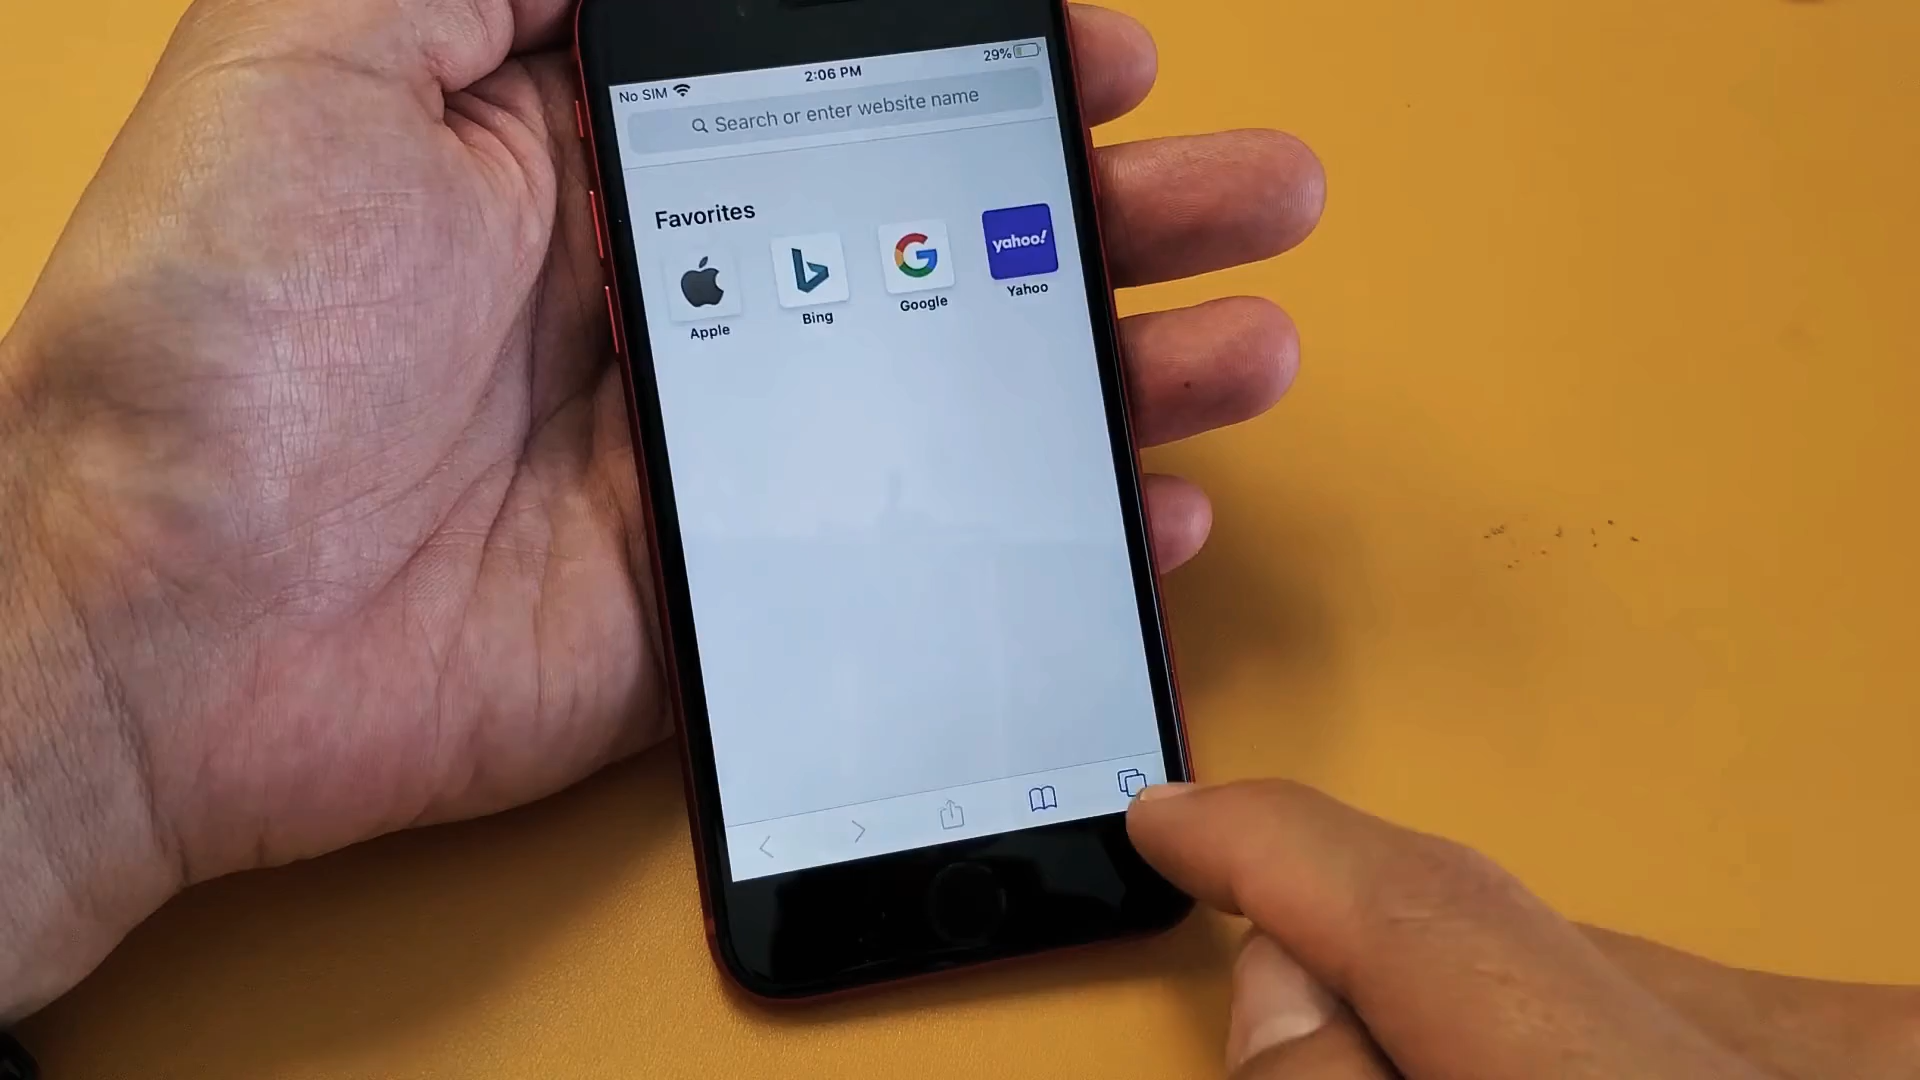 No SIM 2:06 PM 29%
Search or enter website name
Favorites
yahoo!
Apple Bing Google Yahoo